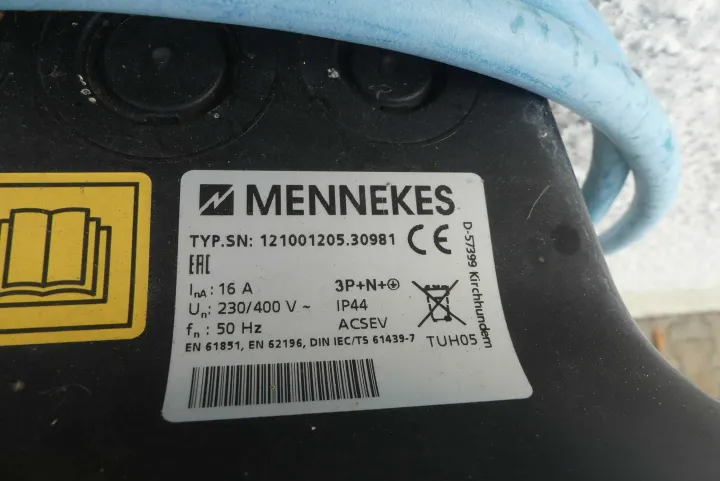 MENNEKES
TYP.SN: 121001205.30981
CE
EAC
InA: 16 A 3P+N+⏚
Un: 230/400 V ~ IP44
fn: 50 Hz ACSEV
EN 61851, EN 62196, DIN IEC/TS 61439-7
TUH05
D-57399 Kirchhundem